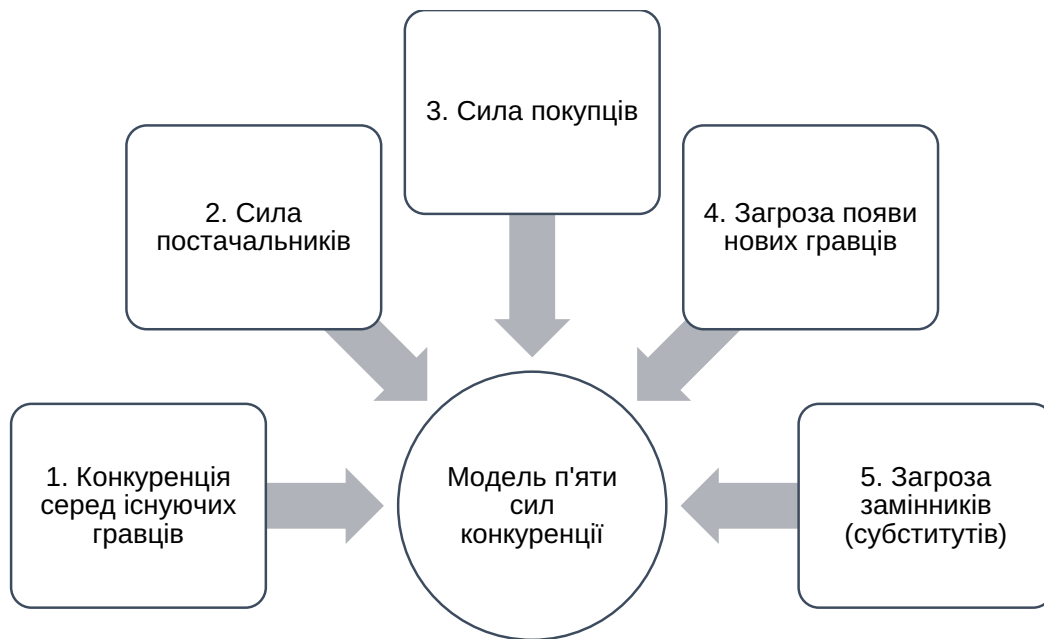 1. Конкуренція
серед існуючих
гравців
2. Сила
постачальників
3. Сила покупців
4. Загроза появи
нових гравців
5. Загроза
замінників
(субститутів)
Модель п'яти
сил
конкуренції